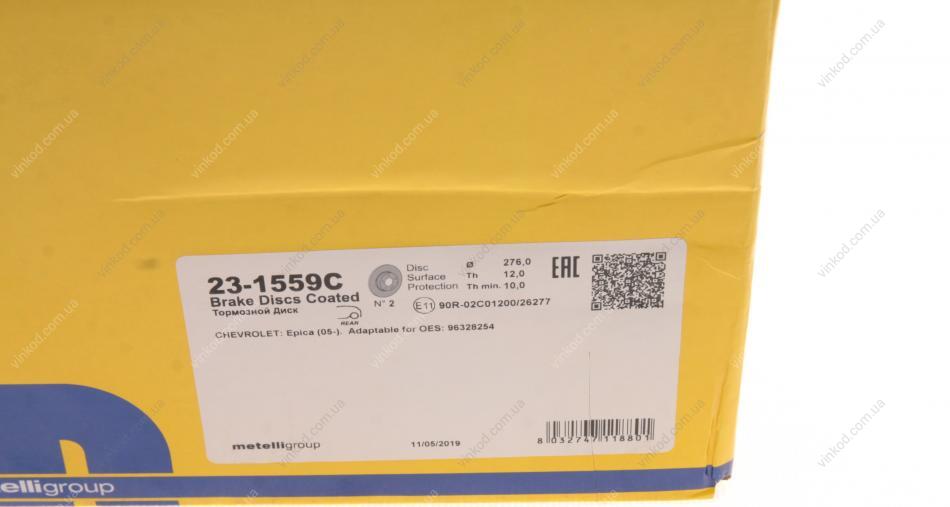 23-1559C
Brake Discs Coated
Тормозной Диск
REAR
N° 2
Disc
Surface
Protection
ø 276,0
Th 12,0
Th min. 10,0
E11 90R-02C01200/26277
EAC
CHEVROLET: Epica (05-). Adaptable for OES: 96328254
metelligroup
11/05/2019
8 032747 118801
elligroup
vinkod.com.ua